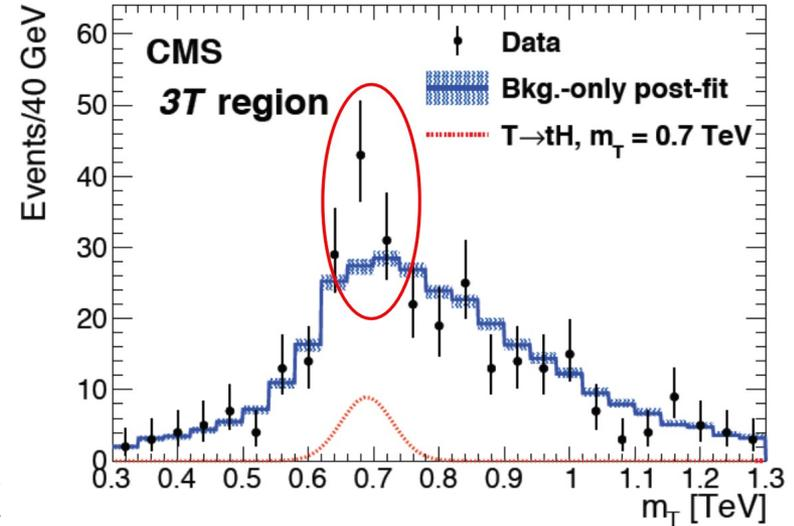 Events/40 GeV
60
50
40
30
20
10
0
CMS
3T region
Data
Bkg.-only post-fit
T→tH, m_T = 0.7 TeV
0.3 0.4 0.5 0.6 0.7 0.8 0.9 1 1.1 1.2 1.3
m_T [TeV]